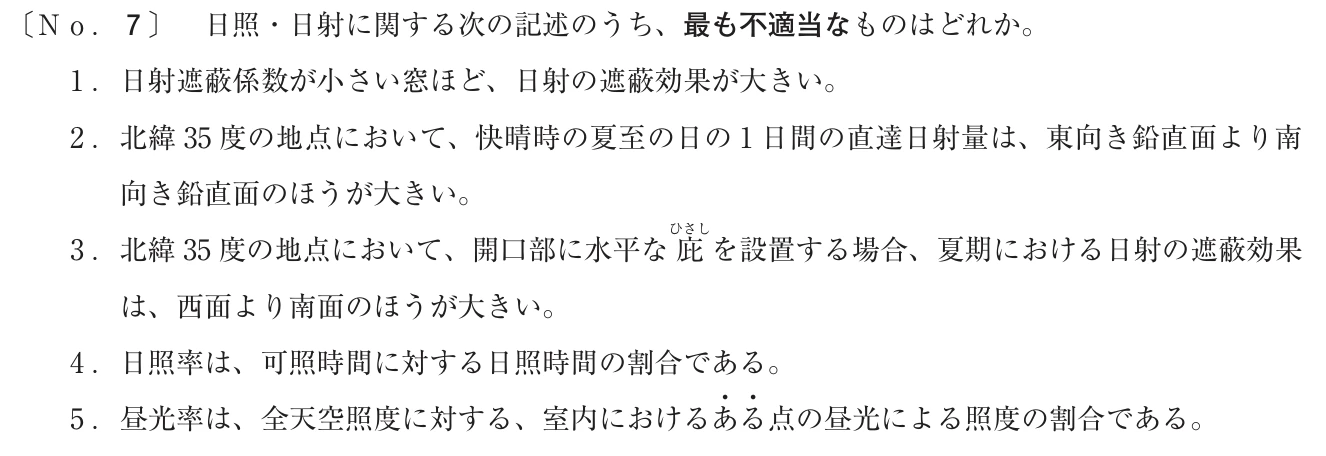 〔Ｎｏ．７〕　日照・日射に関する次の記述のうち、最も不適当なものはどれか。
１．日射遮蔽係数が小さい窓ほど、日射の遮蔽効果が大きい。
２．北緯35度の地点において、快晴時の夏至の日の１日間の直達日射量は、東向き鉛直面より南
向き鉛直面のほうが大きい。
ひさし
３．北緯35度の地点において、開口部に水平な庇を設置する場合、夏期における日射の遮蔽効果
は、西面より南面のほうが大きい。
４．日照率は、可照時間に対する日照時間の割合である。
５．昼光率は、全天空照度に対する、室内におけるある点の昼光による照度の割合である。